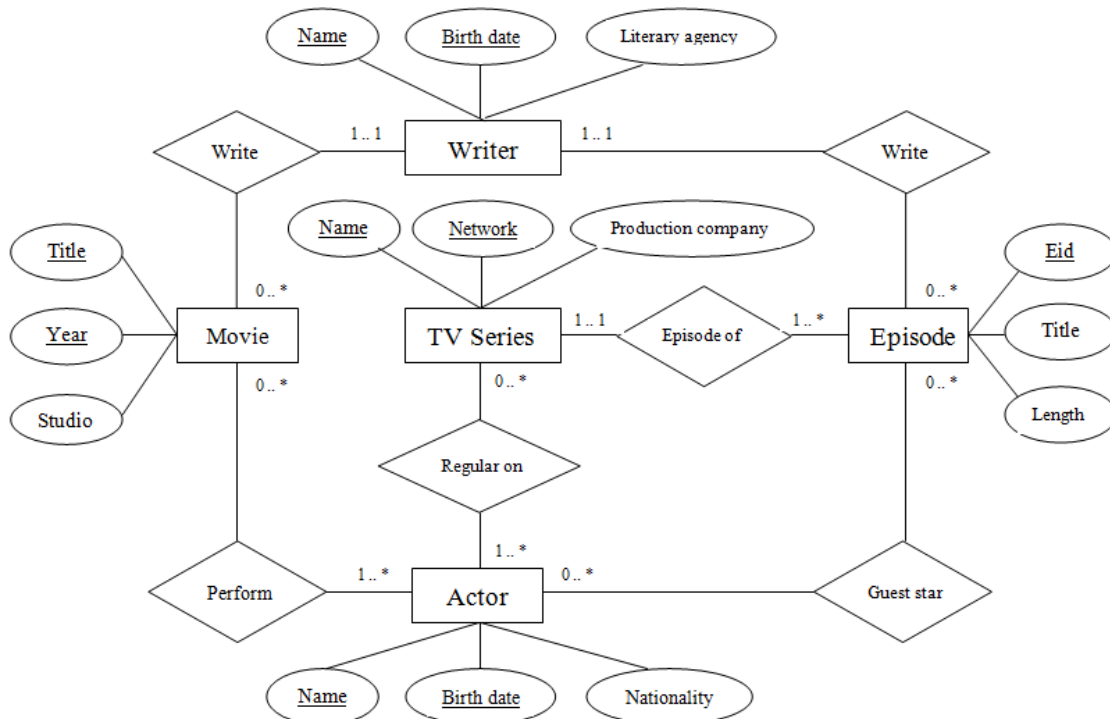 Name
Birth date
Literary agency
Write
1 .. 1
Writer
1 .. 1
Write
Name
Network
Production company
Title
Year
Studio
0 .. *
Movie
0 .. *
TV Series
1 .. 1
Episode of
1 .. *
0 .. *
Episode
0 .. *
Eid
Title
Length
0 .. *
Regular on
1 .. *
Perform
1 .. *
Actor
0 .. *
Guest star
Name
Birth date
Nationality